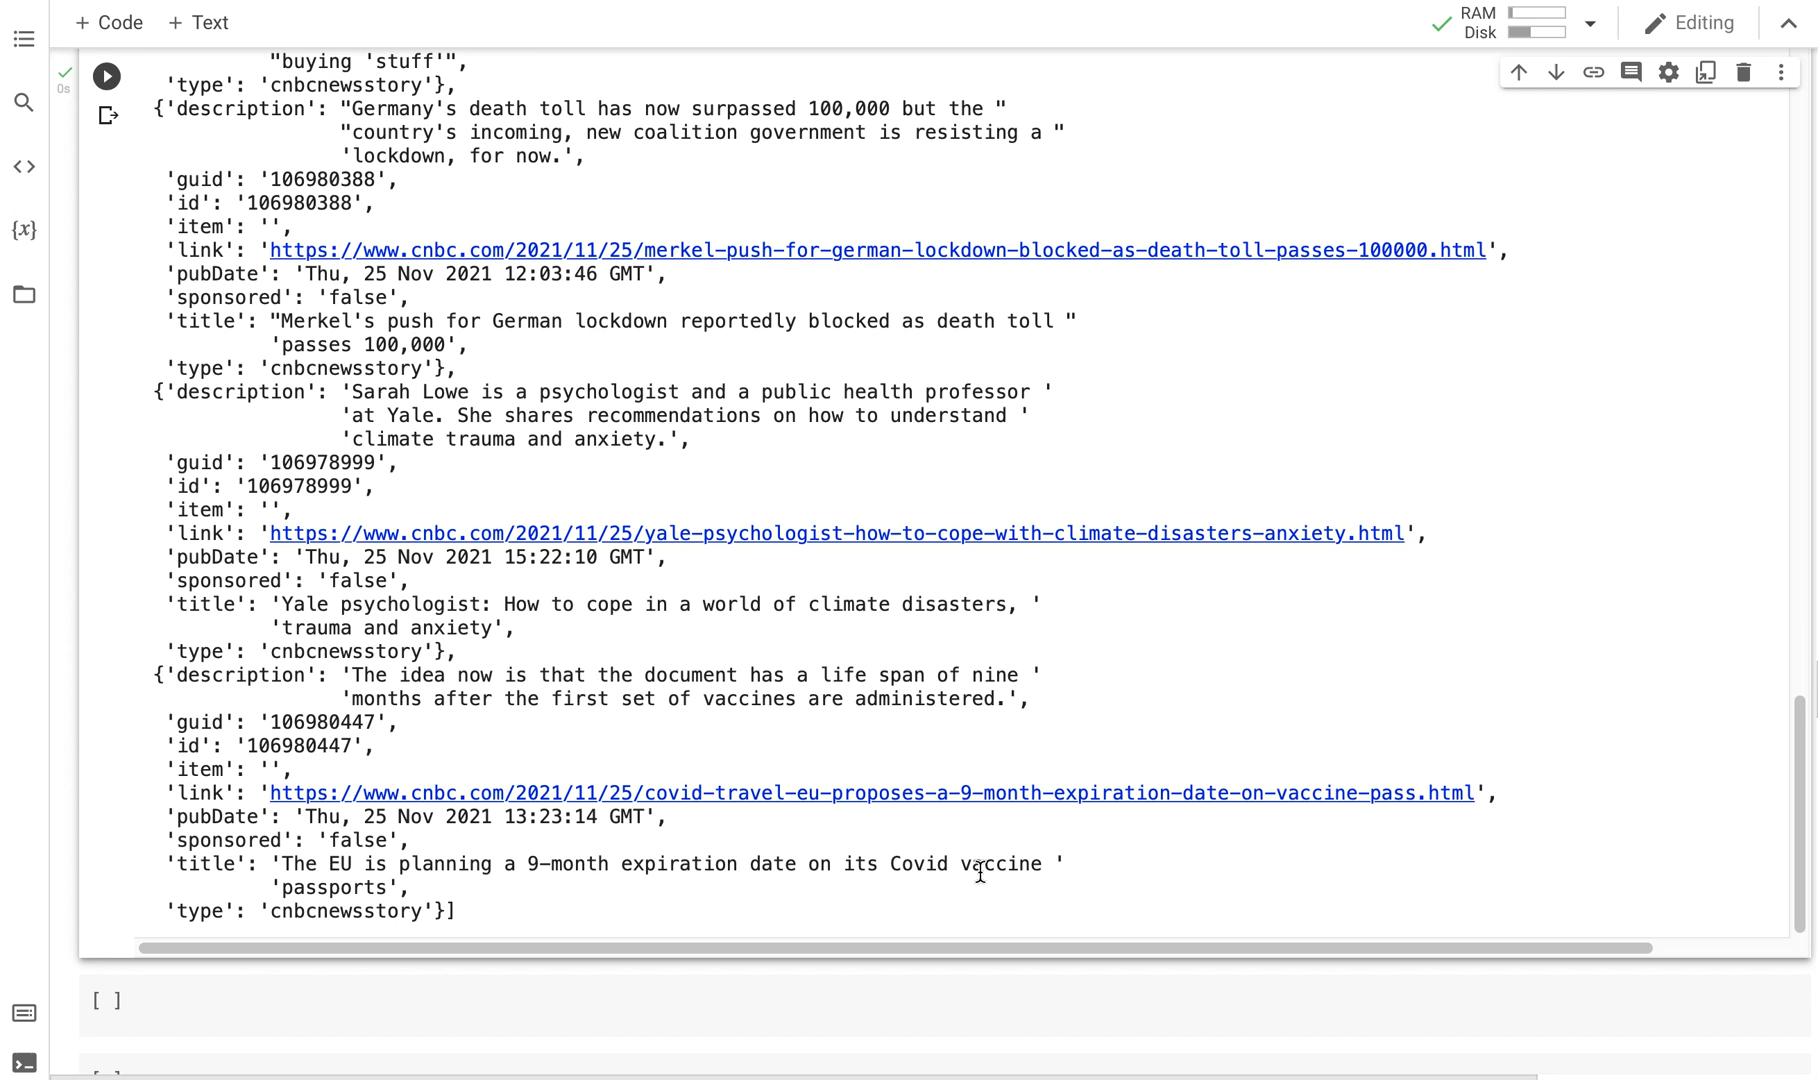 + Code + Text
RAM
Disk
Editing
"buying 'stuff'",
0s
'type': 'cnbcnewsstory'},
{'description': "Germany's death toll has now surpassed 100,000 but the "
"country's incoming, new coalition government is resisting a "
'lockdown, for now.',
<>
'guid': '106980388',
'id': '106980388',
{x}
'item': '',
'link': 'https://www.cnbc.com/2021/11/25/merkel-push-for-german-lockdown-blocked-as-death-toll-passes-100000.html',
'pubDate': 'Thu, 25 Nov 2021 12:03:46 GMT',
'sponsored': 'false',
'title': "Merkel's push for German lockdown reportedly blocked as death toll "
'passes 100,000',
'type': 'cnbcnewsstory'},
{'description': 'Sarah Lowe is a psychologist and a public health professor '
'at Yale. She shares recommendations on how to understand '
'climate trauma and anxiety.',
'guid': '106978999',
'id': '106978999',
'item': '',
'link': 'https://www.cnbc.com/2021/11/25/yale-psychologist-how-to-cope-with-climate-disasters-anxiety.html',
'pubDate': 'Thu, 25 Nov 2021 15:22:10 GMT',
'sponsored': 'false',
'title': 'Yale psychologist: How to cope in a world of climate disasters, '
'trauma and anxiety',
'type': 'cnbcnewsstory'},
{'description': 'The idea now is that the document has a life span of nine '
'months after the first set of vaccines are administered.',
'guid': '106980447',
'id': '106980447',
'item': '',
'link': 'https://www.cnbc.com/2021/11/25/covid-travel-eu-proposes-a-9-month-expiration-date-on-vaccine-pass.html',
'pubDate': 'Thu, 25 Nov 2021 13:23:14 GMT',
'sponsored': 'false',
'title': 'The EU is planning a 9-month expiration date on its Covid vaccine '
'passports',
'type': 'cnbcnewsstory'}]
[ ]
[ ]